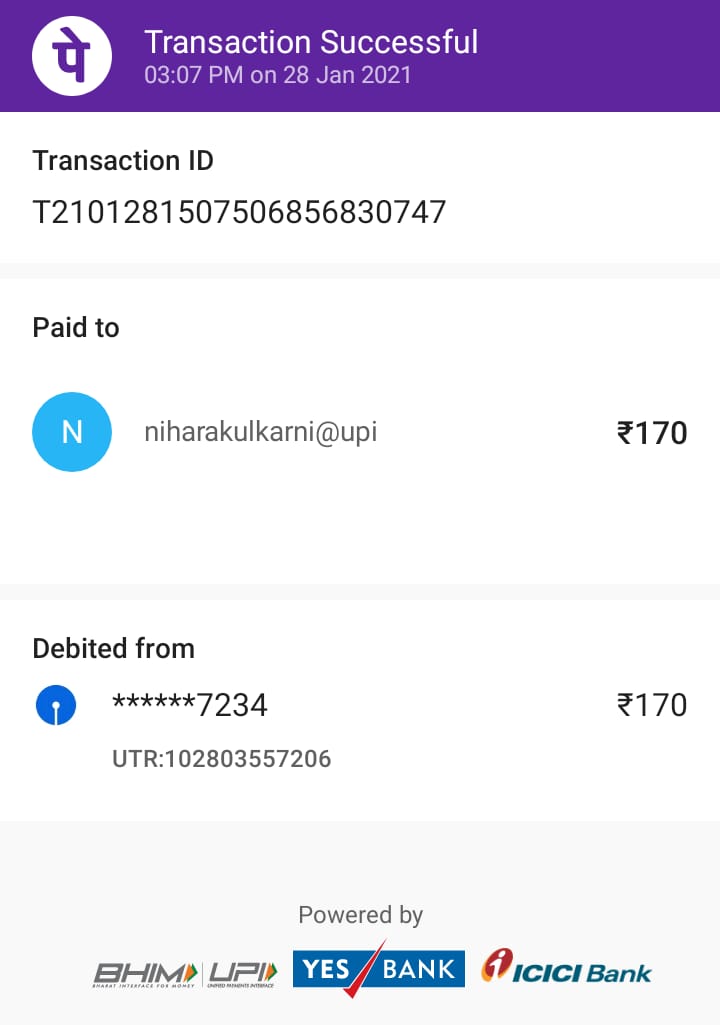 पे
Transaction Successful
03:07 PM on 28 Jan 2021
Transaction ID
T2101281507506856830747
Paid to
N
niharakulkarni@upi
₹170
Debited from
******7234
₹170
UTR:102803557206
Powered by
BHIM UPI YES BANK ICICI Bank
BHARAT INTERFACE FOR MONEY UNIFIED PAYMENTS INTERFACE